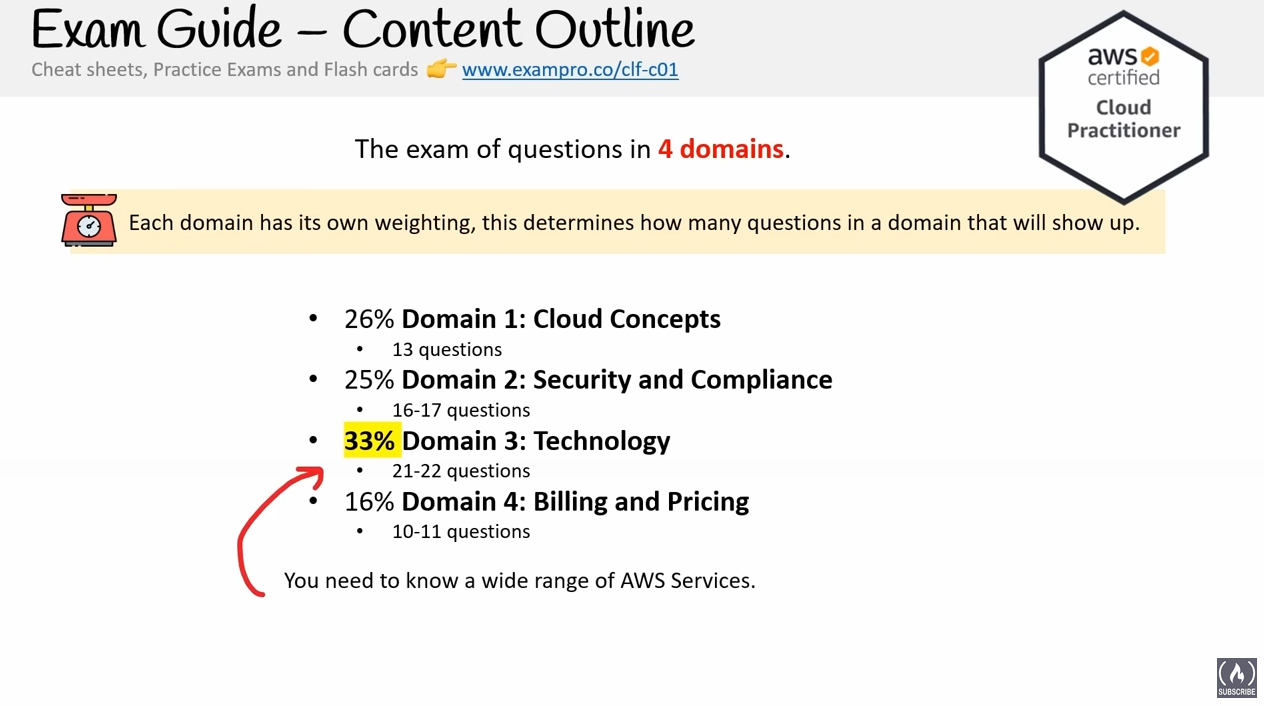 Exam Guide – Content Outline
Cheat sheets, Practice Exams and Flash cards 👉 www.exampro.co/clf-c01
aws
certified
Cloud
Practitioner
The exam of questions in 4 domains.
Each domain has its own weighting, this determines how many questions in a domain that will show up.
• 26% Domain 1: Cloud Concepts
• 13 questions
• 25% Domain 2: Security and Compliance
• 16-17 questions
• 33% Domain 3: Technology
• 21-22 questions
• 16% Domain 4: Billing and Pricing
• 10-11 questions
You need to know a wide range of AWS Services.
SUBSCRIBE